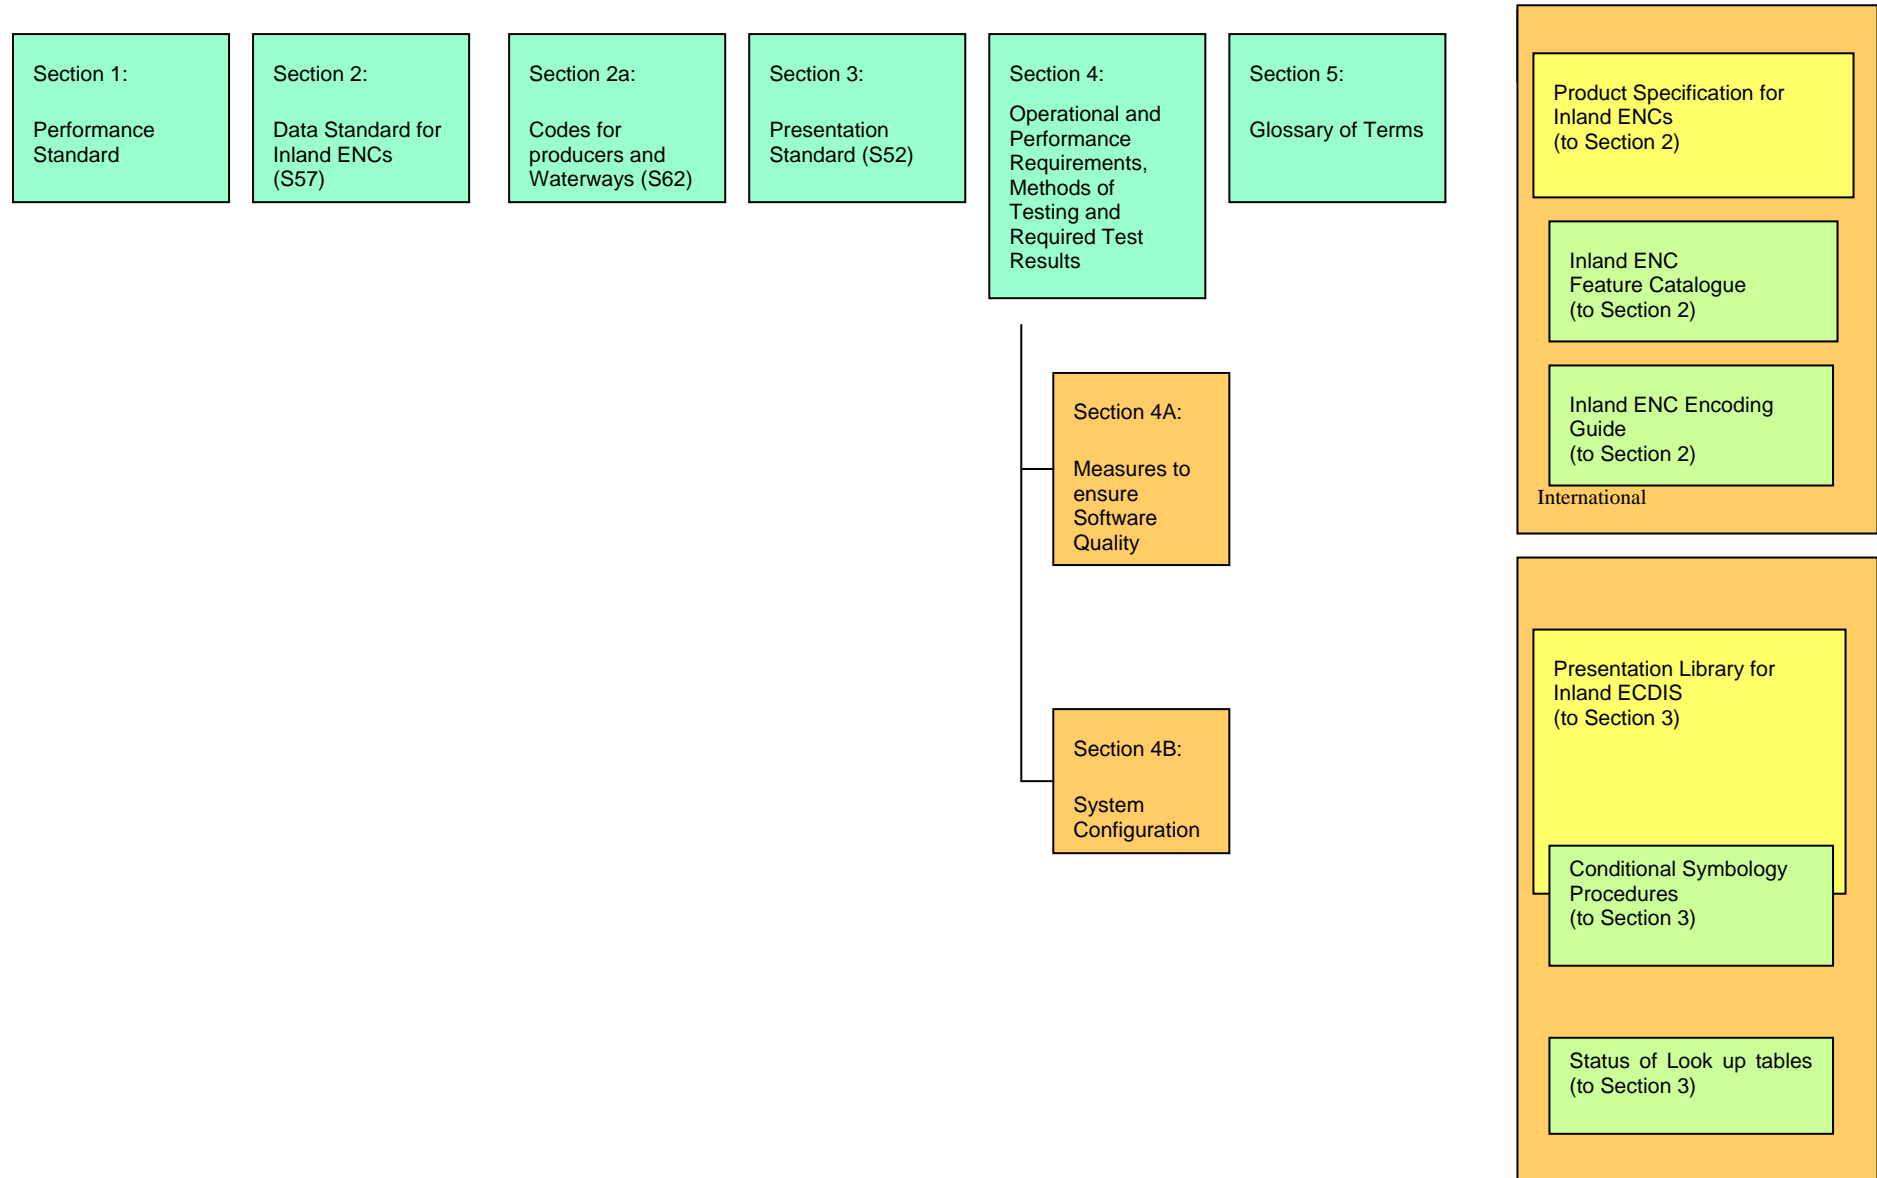 Section 1:
Performance
Standard
Section 2:
Data Standard for
Inland ENCs
(S57)
Section 2a:
Codes for
producers and
Waterways (S62)
Section 3:
Presentation
Standard (S52)
Section 4:
Operational and
Performance
Requirements,
Methods of
Testing and
Required Test
Results
Section 5:
Glossary of Terms
Section 4A:
Measures to
ensure
Software
Quality
Section 4B:
System
Configuration
Product Specification for
Inland ENCs
(to Section 2)
Inland ENC
Feature Catalogue
(to Section 2)
Inland ENC Encoding
Guide
(to Section 2)
International
Presentation Library for
Inland ECDIS
(to Section 3)
Conditional Symbology
Procedures
(to Section 3)
Status of Look up tables
(to Section 3)